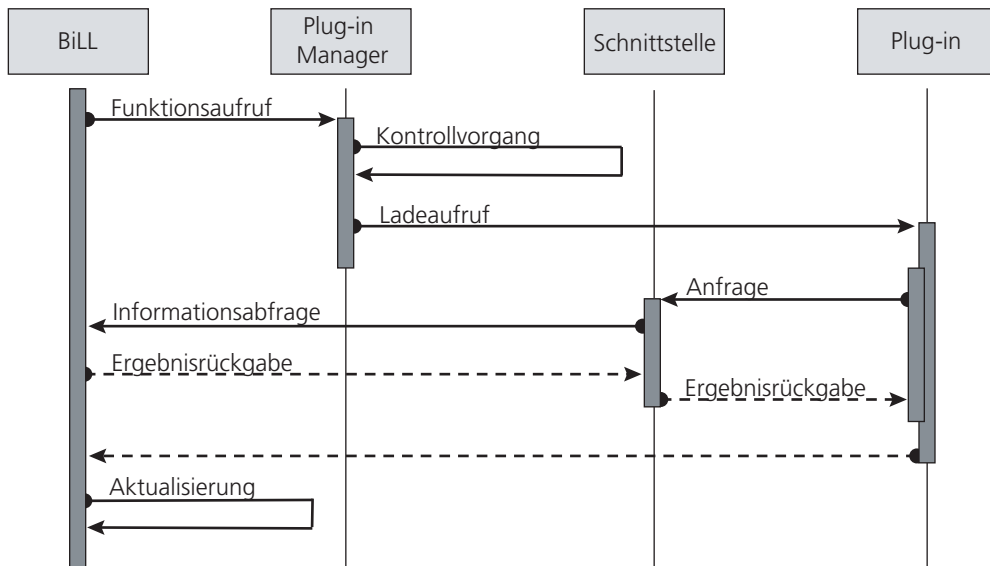 BiLL
Plug-in
Manager
Schnittstelle
Plug-in
Funktionsaufruf
Kontrollvorgang
Ladeaufruf
Anfrage
Informationsabfrage
Ergebnisrückgabe
Ergebnisrückgabe
Aktualisierung